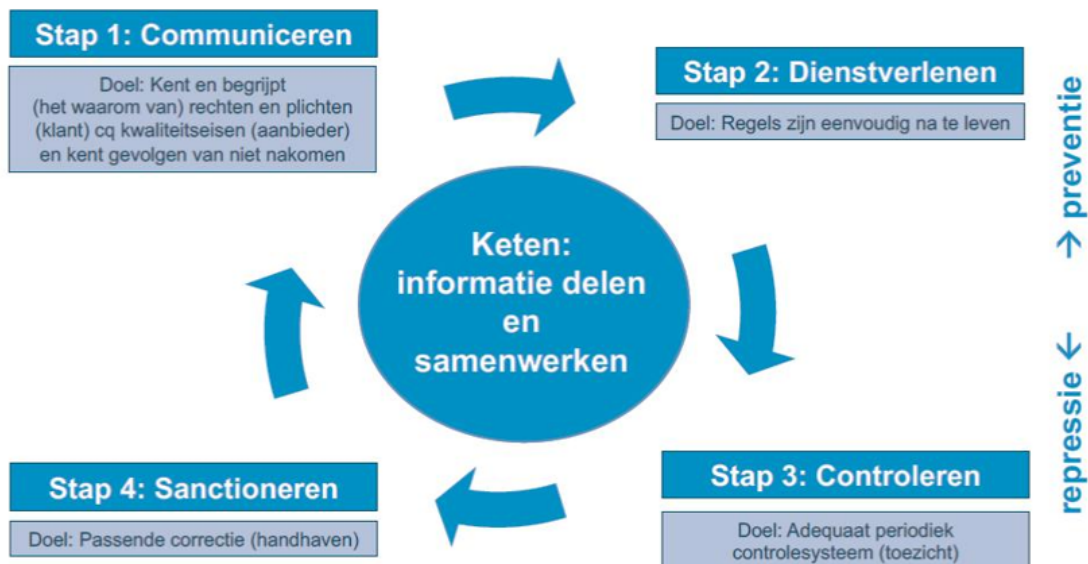 Stap 1: Communiceren
Doel: Kent en begrijpt
(het waarom van) rechten en plichten
(klant) cq kwaliteitseisen (aanbieder)
en kent gevolgen van niet nakomen
Stap 2: Dienstverlenen
Doel: Regels zijn eenvoudig na te leven
Keten:
informatie delen
en
samenwerken
Stap 3: Controleren
Doel: Adequaat periodiek
controlesysteem (toezicht)
Stap 4: Sanctioneren
Doel: Passende correctie (handhaven)
→ preventie
repressie ←